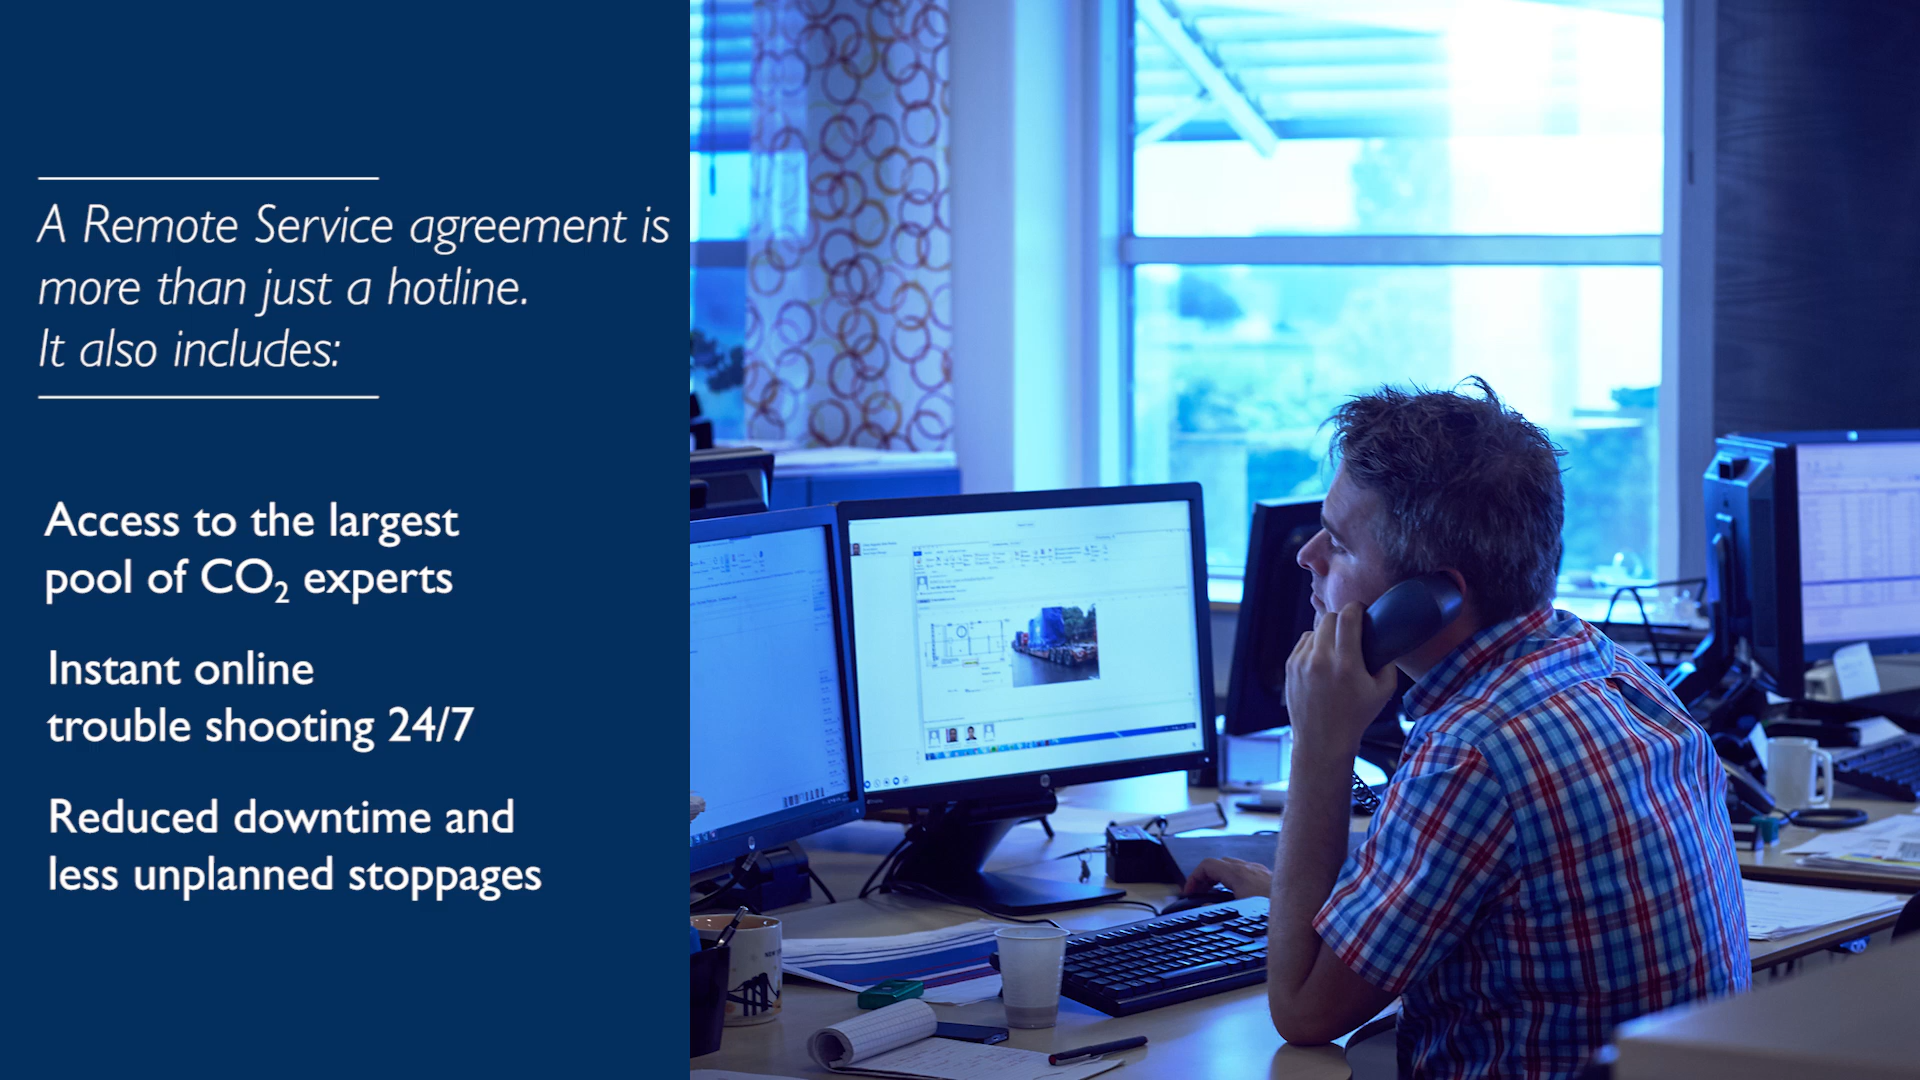 A Remote Service agreement is
more than just a hotline.
It also includes:
Access to the largest
pool of CO₂ experts
Instant online
trouble shooting 24/7
Reduced downtime and
less unplanned stoppages